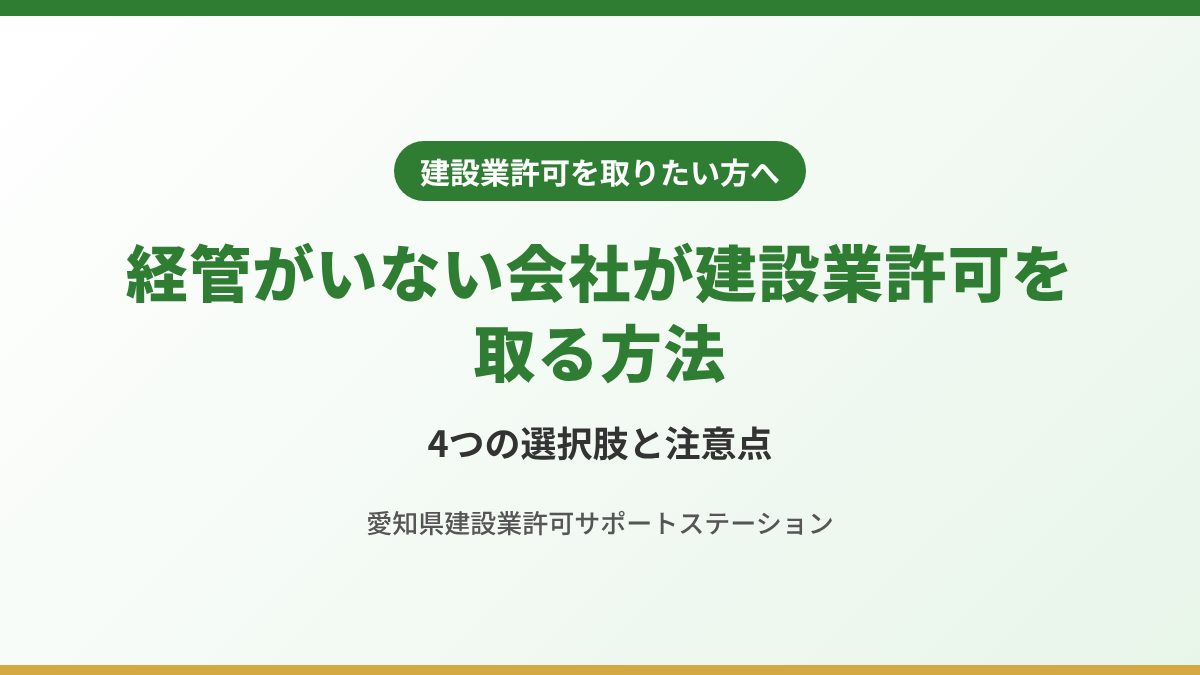 建設業許可を取りたい方へ
経管がいない会社が建設業許可を
取る方法
4つの選択肢と注意点
愛知県建設業許可サポートステーション